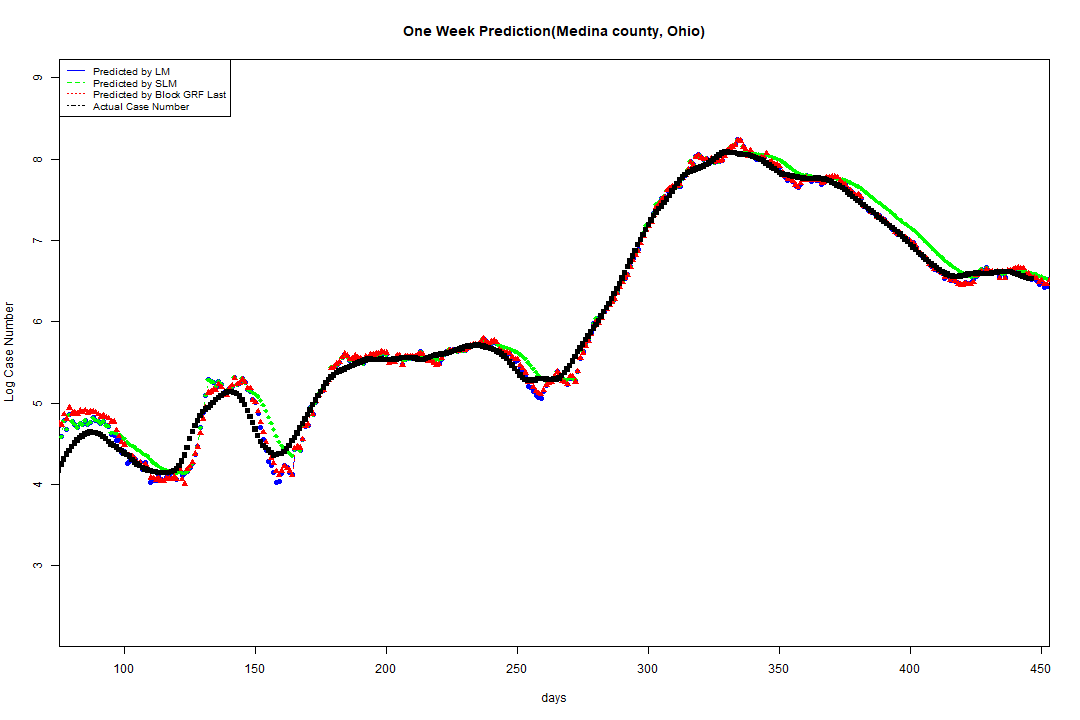 One Week Prediction(Medina county, Ohio)
Predicted by LM
Predicted by SLM
Predicted by Block GRF Last
Actual Case Number
9
8
7
6
5
4
3
Log Case Number
100 150 200 250 300 350 400 450
days